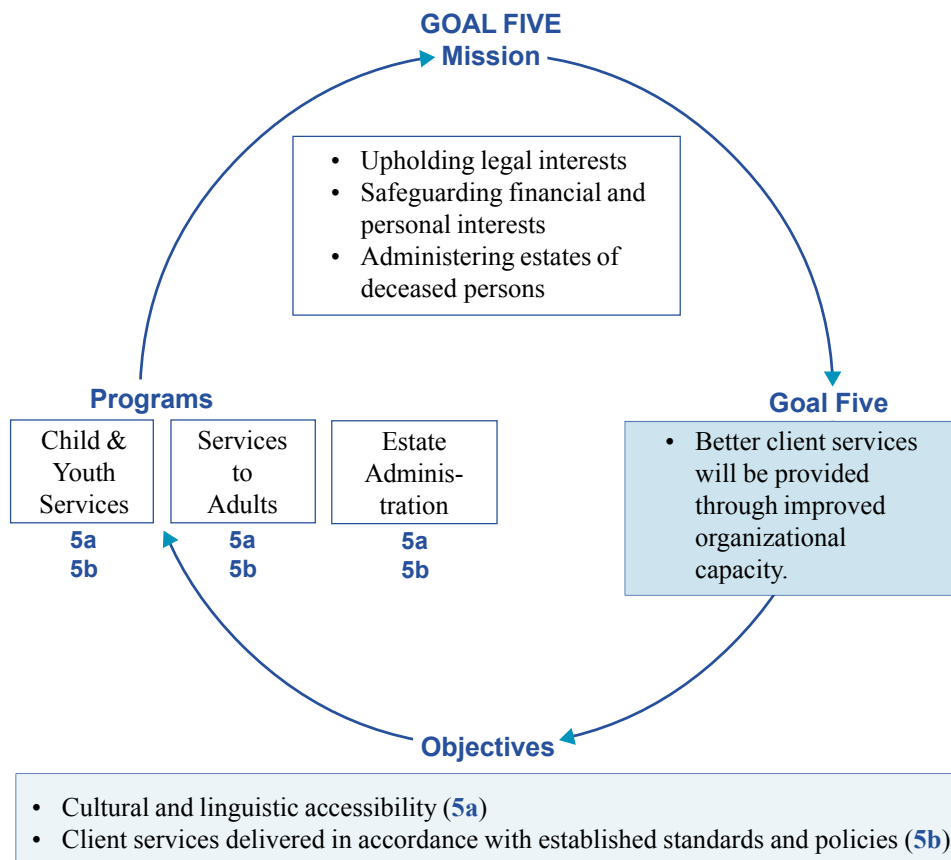 GOAL FIVE
Mission
• Upholding legal interests
• Safeguarding financial and
personal interests
• Administering estates of
deceased persons
Programs
Child &
Youth
Services
5a
5b
Services
to
Adults
5a
5b
Estate
Adminis-
tration
5a
5b
Goal Five
• Better client services
will be provided
through improved
organizational
capacity.
Objectives
• Cultural and linguistic accessibility (5a)
• Client services delivered in accordance with established standards and policies (5b)